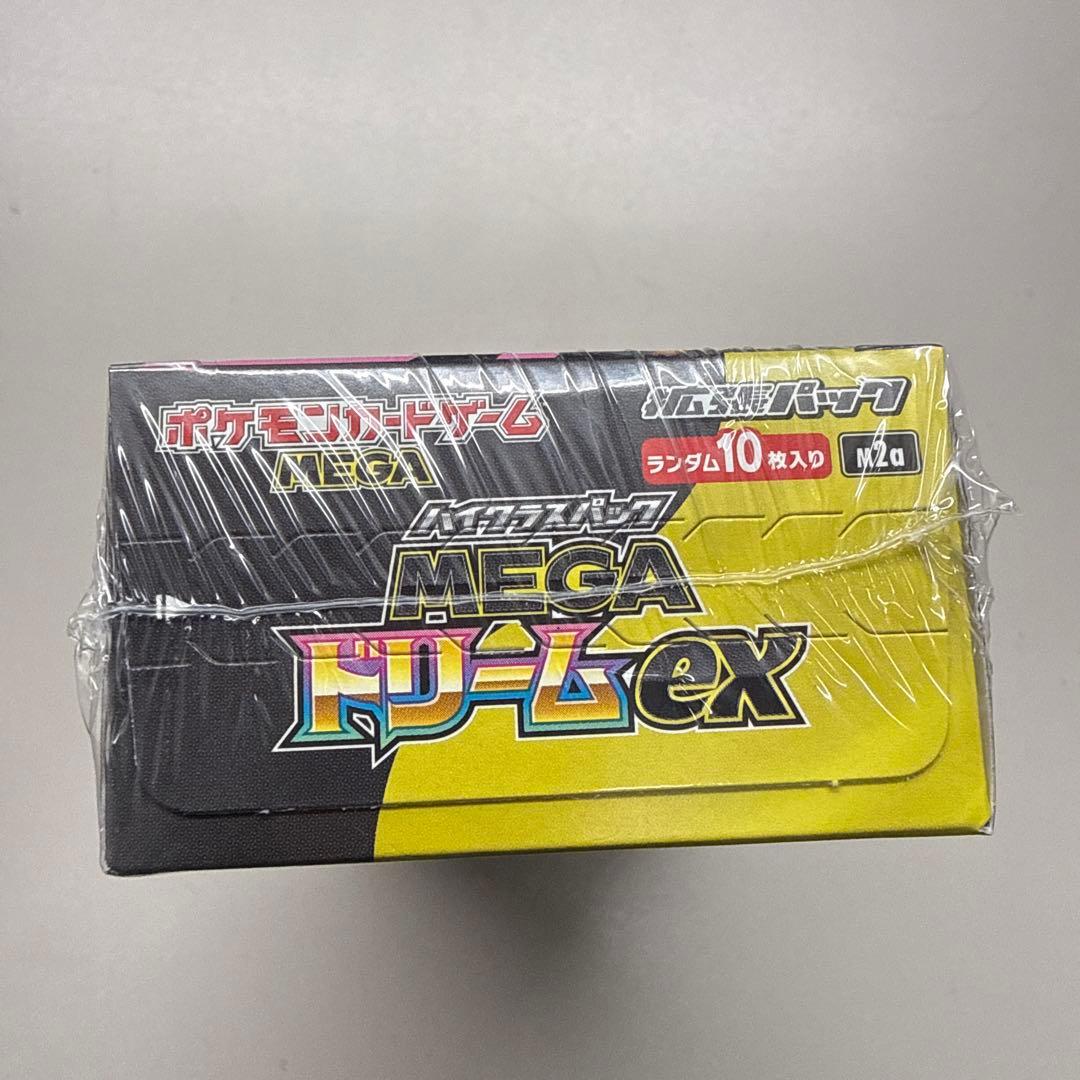 ポケモンカードゲーム
MEGA
拡張パック
ランダム10枚入り
M2a
ハイクラスパック
MEGA
ドリームex